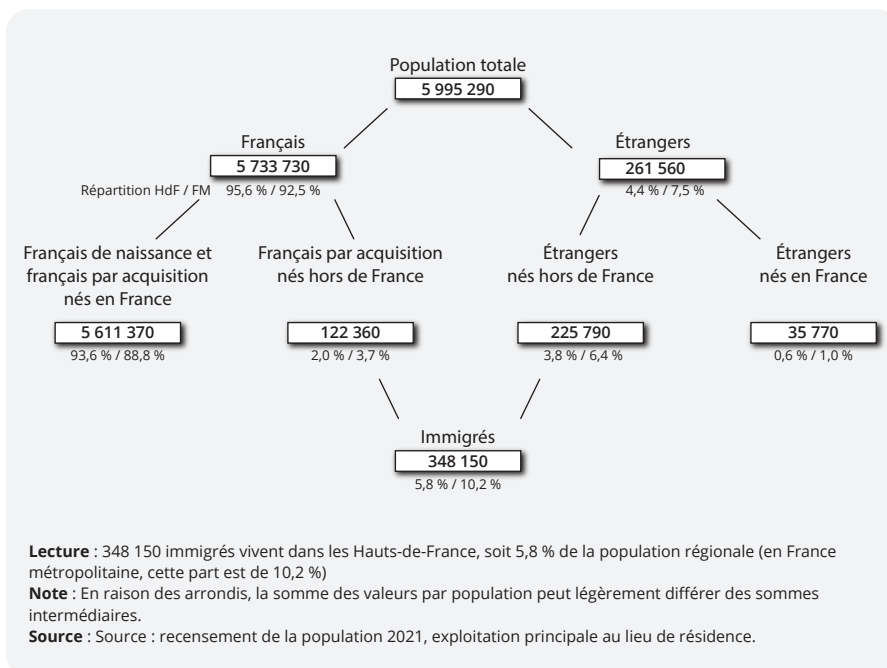 Population totale
5 995 290
Français
5 733 730
Répartition HdF / FM 95,6 % / 92,5 %
Étrangers
261 560
4,4 % / 7,5 %
Français de naissance et
français par acquisition
nés en France
5 611 370
93,6 % / 88,8 %
Français par acquisition
nés hors de France
122 360
2,0 % / 3,7 %
Étrangers
nés hors de France
225 790
3,8 % / 6,4 %
Étrangers
nés en France
35 770
0,6 % / 1,0 %
Immigrés
348 150
5,8 % / 10,2 %
Lecture : 348 150 immigrés vivent dans les Hauts-de-France, soit 5,8 % de la population régionale (en France
métropolitaine, cette part est de 10,2 %)
Note : En raison des arrondis, la somme des valeurs par population peut légèrement différer des sommes
intermédiaires.
Source : Source : recensement de la population 2021, exploitation principale au lieu de résidence.